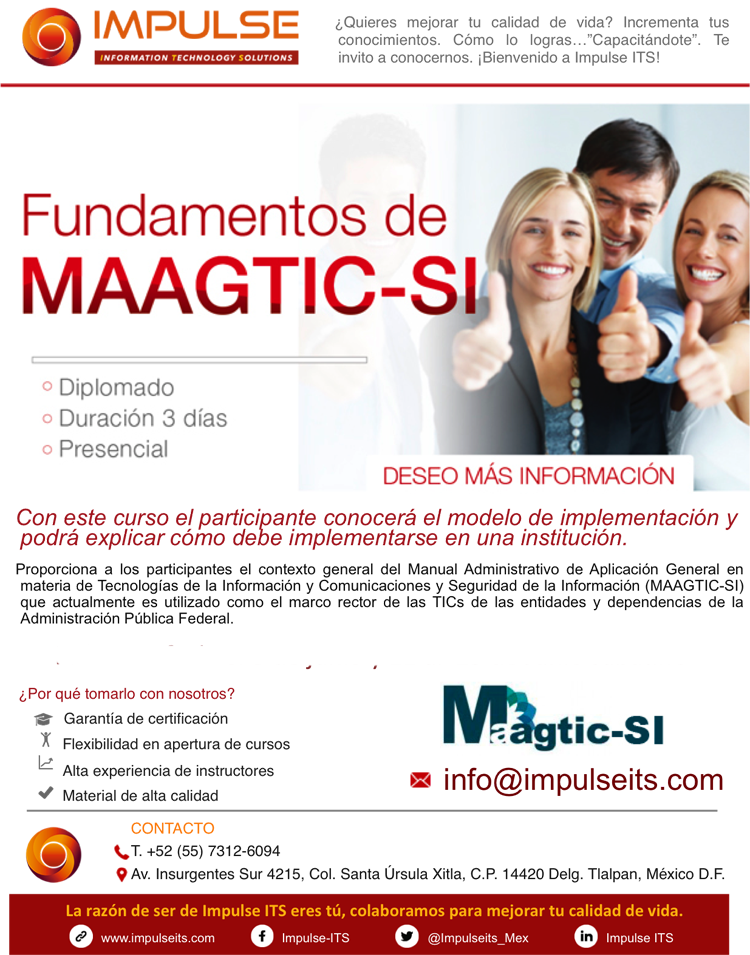 IMPULSE
INFORMATION TECHNOLOGY SOLUTIONS
¿Quieres mejorar tu calidad de vida? Incrementa tus
conocimientos. Cómo lo logras…”Capacitándote”. Te
invito a conocernos. ¡Bienvenido a Impulse ITS!
Fundamentos de
MAAGTIC-SI
Diplomado
Duración 3 días
Presencial
DESEO MÁS INFORMACIÓN
Con este curso el participante conocerá el modelo de implementación y
podrá explicar cómo debe implementarse en una institución.
Proporciona a los participantes el contexto general del Manual Administrativo de Aplicación General en
materia de Tecnologías de la Información y Comunicaciones y Seguridad de la Información (MAAGTIC-SI)
que actualmente es utilizado como el marco rector de las TICs de las entidades y dependencias de la
Administración Pública Federal.
¿Por qué tomarlo con nosotros?
Garantía de certificación
Flexibilidad en apertura de cursos
Alta experiencia de instructores
Material de alta calidad
Maagtic-SI
info@impulseits.com
CONTACTO
T. +52 (55) 7312-6094
Av. Insurgentes Sur 4215, Col. Santa Úrsula Xitla, C.P. 14420 Delg. Tlalpan, México D.F.
La razón de ser de Impulse ITS eres tú, colaboramos para mejorar tu calidad de vida.
www.impulseits.com
Impulse-ITS
@Impulseits_Mex
Impulse ITS